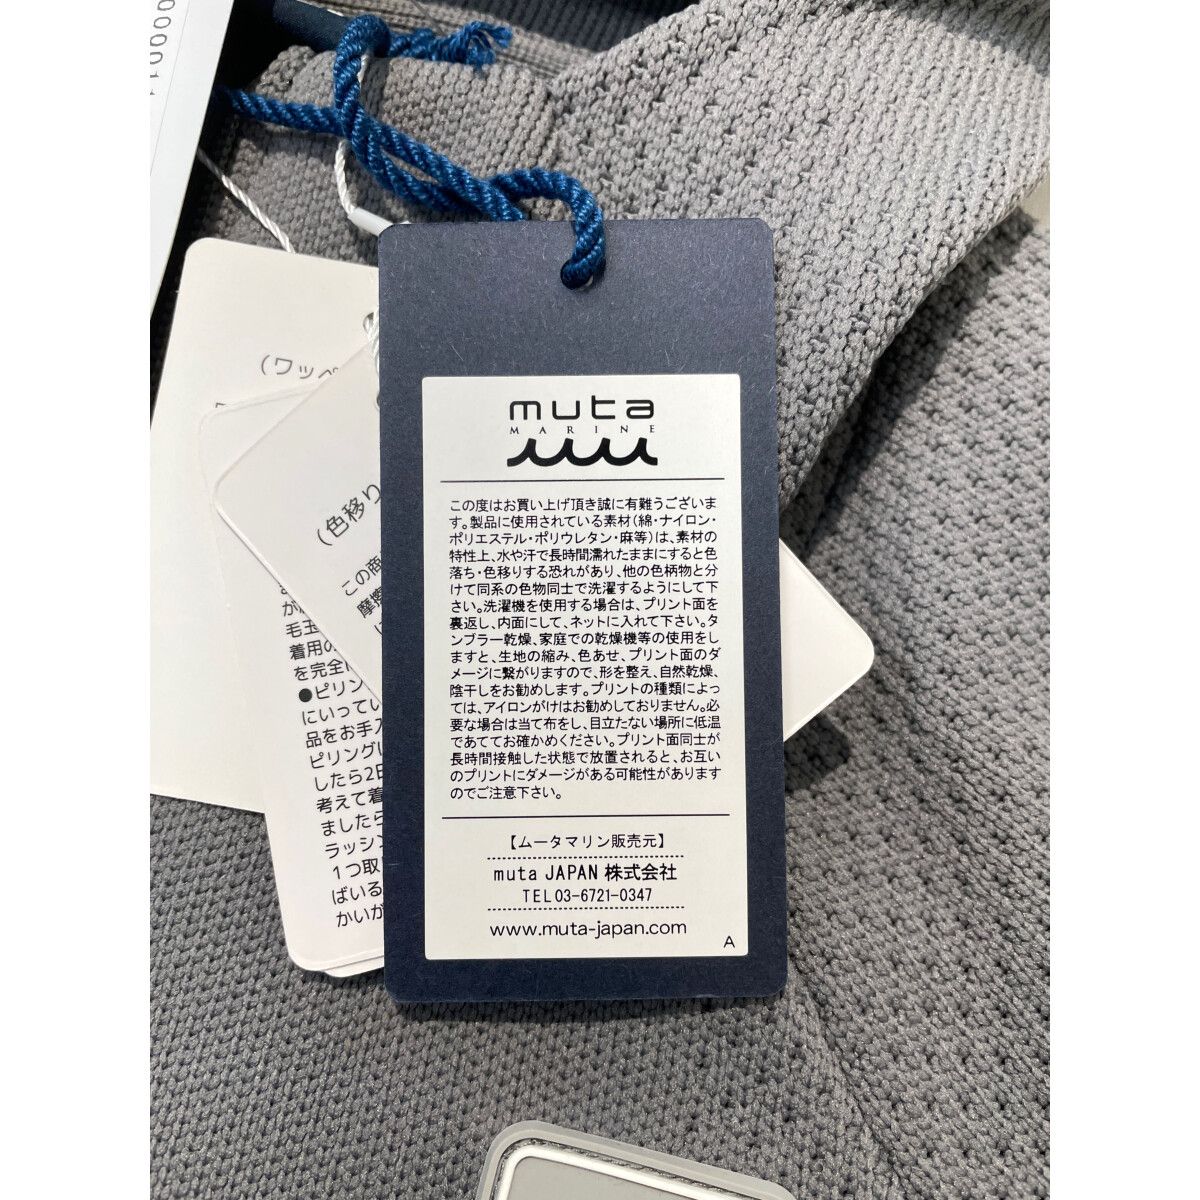 00001
(ワッペ
(色移り
この商
摩擦
が
毛玉
着用の
を完全に
●ピリン
にいってい
品をお手入
ピリングに
したら2日
考えて着
ましたら
ラッシン
1つ取
ばいる
かいが
muta
MARINE
この度はお買い上げ頂き誠に有難うございま
す。製品に使用されている素材(綿・ナイロン・
ポリエステル・ポリウレタン・麻等)は、素材の
特性上、水や汗で長時間濡れたままにすると色
落ち・色移りする恐れがあり、他の色柄物と分
けて同系の色物同士で洗濯するようにして下
さい。洗濯機を使用する場合は、プリント面を
裏返し、内面にして、ネットに入れて下さい。タ
ンブラー乾燥、家庭での乾燥機等の使用をし
ますと、生地の縮み、色あせ、プリント面のダ
メージに繋がりますので、形を整え、自然乾燥、
陰干しをお勧めします。プリントの種類によっ
ては、アイロンがけはお勧めしておりません。必
要な場合は当て布をし、目立たない場所に低温
であててお確かめください。プリント面同士が
長時間接触した状態で放置されると、お互い
のプリントにダメージがある可能性があります
のでご注意下さい。
【ムータマリン販売元】
muta JAPAN 株式会社
TEL 03-6721-0347
www.muta-japan.com
A